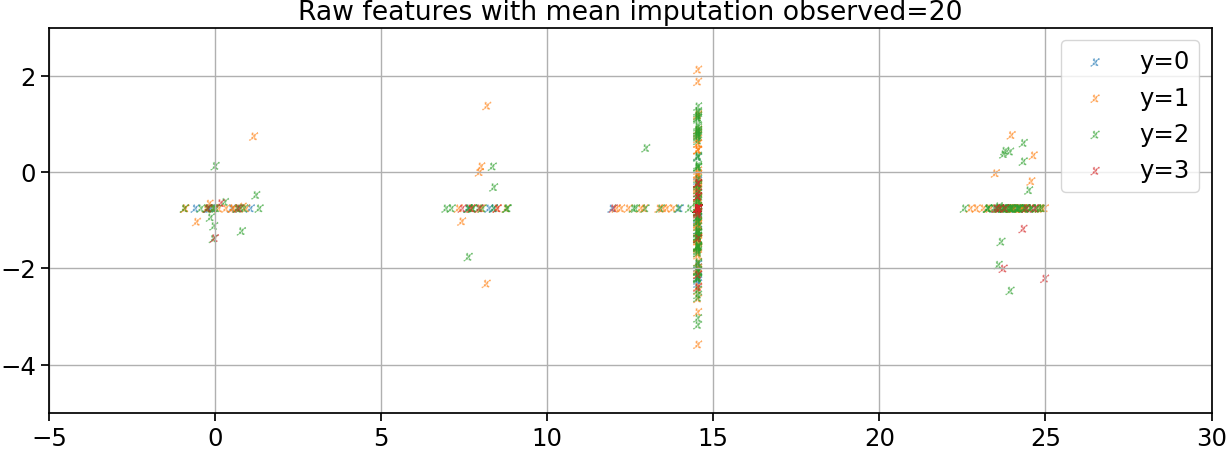 Raw features with mean imputation observed=20
y=0
y=1
y=2
y=3
2
0
−2
−4
−5
0
5
10
15
20
25
30